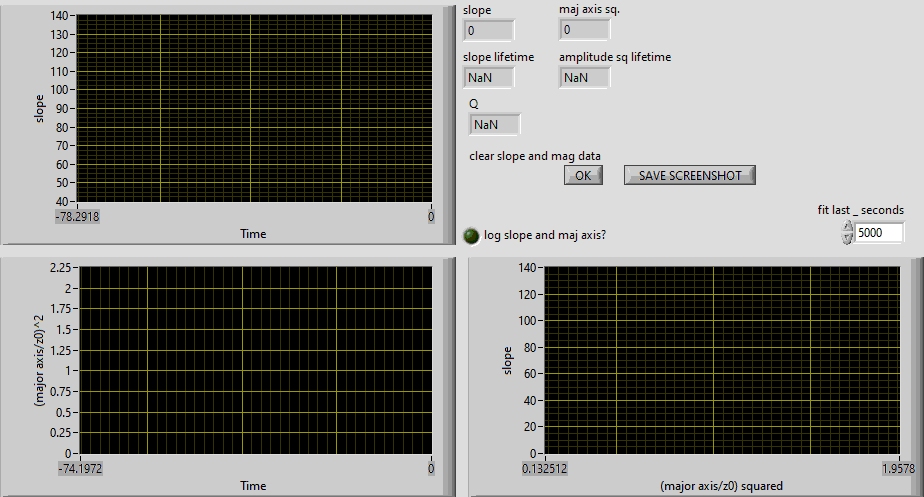 140
130
120
110
100
90
80
70
60
50
40
slope
-78.2918
0
Time
slope
maj axis sq.
0
0
slope lifetime
amplitude sq lifetime
NaN
NaN
Q
NaN
clear slope and mag data
OK
SAVE SCREENSHOT
fit last _ seconds
5000
log slope and maj axis?
2.25
2
1.75
1.5
1.25
1
0.75
0.5
0.25
0
(major axis/z0)^2
-74.1972
0
Time
140
120
100
80
60
40
20
0
slope
0.132512
1.9578
(major axis/z0) squared